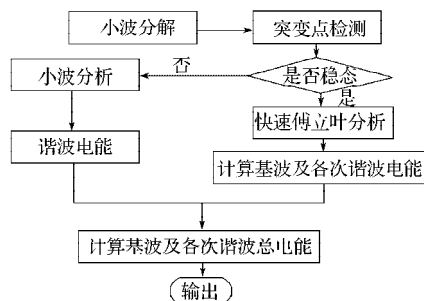 小波分解
突变点检测
否
小波分析
是否稳态
是
快速傅立叶分析
谐波电能
计算基波及各次谐波电能
计算基波及各次谐波总电能
输出